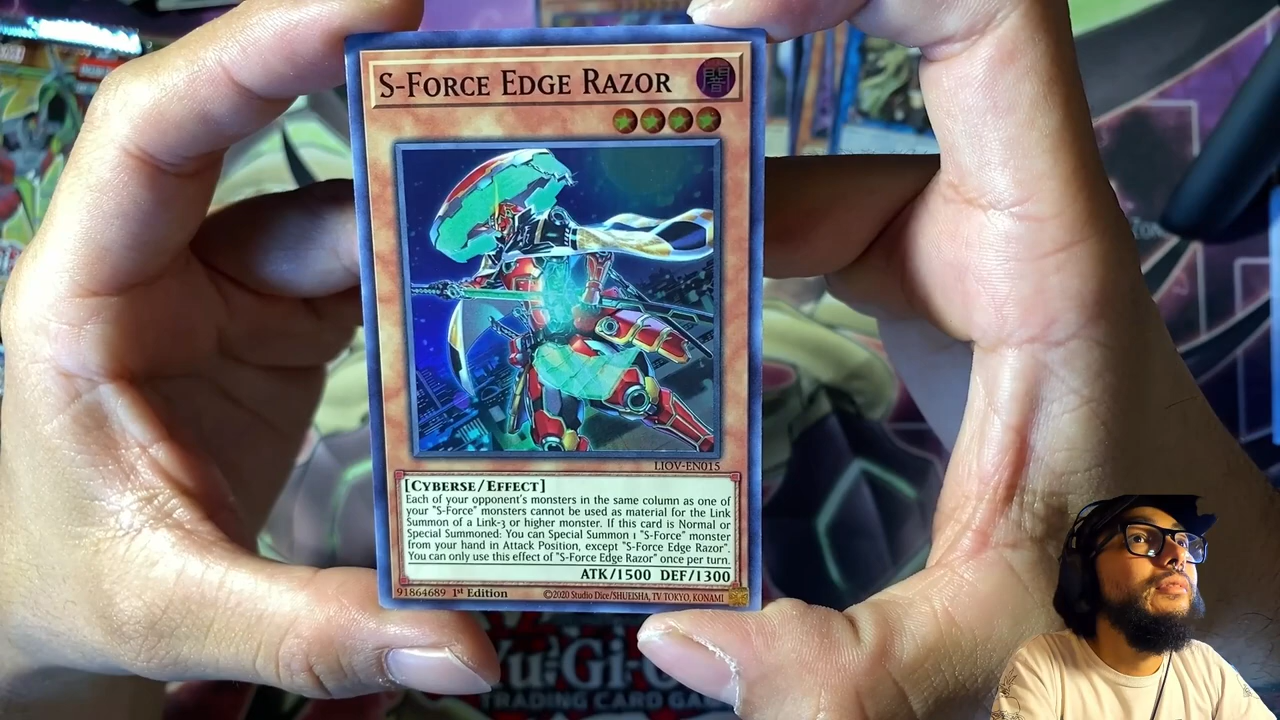 S-Force Edge Razor
闇
LIOV-EN015
[Cyberse/Effect]
Each of your opponent's monsters in the same column as one of
your "S-Force" monsters cannot be used as material for the Link
Summon of a Link-3 or higher monster. If this card is Normal or
Special Summoned: You can Special Summon 1 "S-Force" monster
from your hand in Attack Position, except "S-Force Edge Razor".
You can only use this effect of "S-Force Edge Razor" once per turn.
ATK/1500 DEF/1300
91864689 1st Edition ©2020 Studio Dice/SHUEISHA, TV TOKYO, KONAMI
Yu-Gi-
TRADING CARD GA